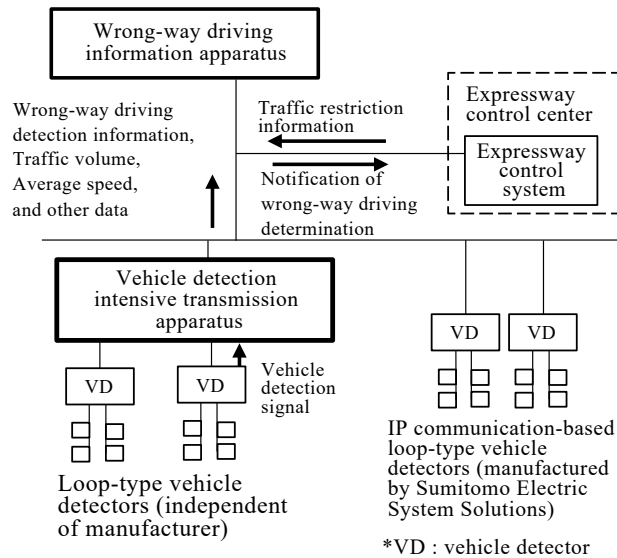 Wrong-way driving
information apparatus
Wrong-way driving
detection information,
Traffic volume,
Average speed,
and other data
Traffic restriction
information
Notification of
wrong-way driving
determination
Expressway
control center
Expressway
control
system
Vehicle detection
intensive transmission
apparatus
VD
VD
Vehicle
detection
signal
Loop-type vehicle
detectors (independent
of manufacturer)
VD
VD
IP communication-based
loop-type vehicle
detectors (manufactured
by Sumitomo Electric
System Solutions)
*VD : vehicle detector